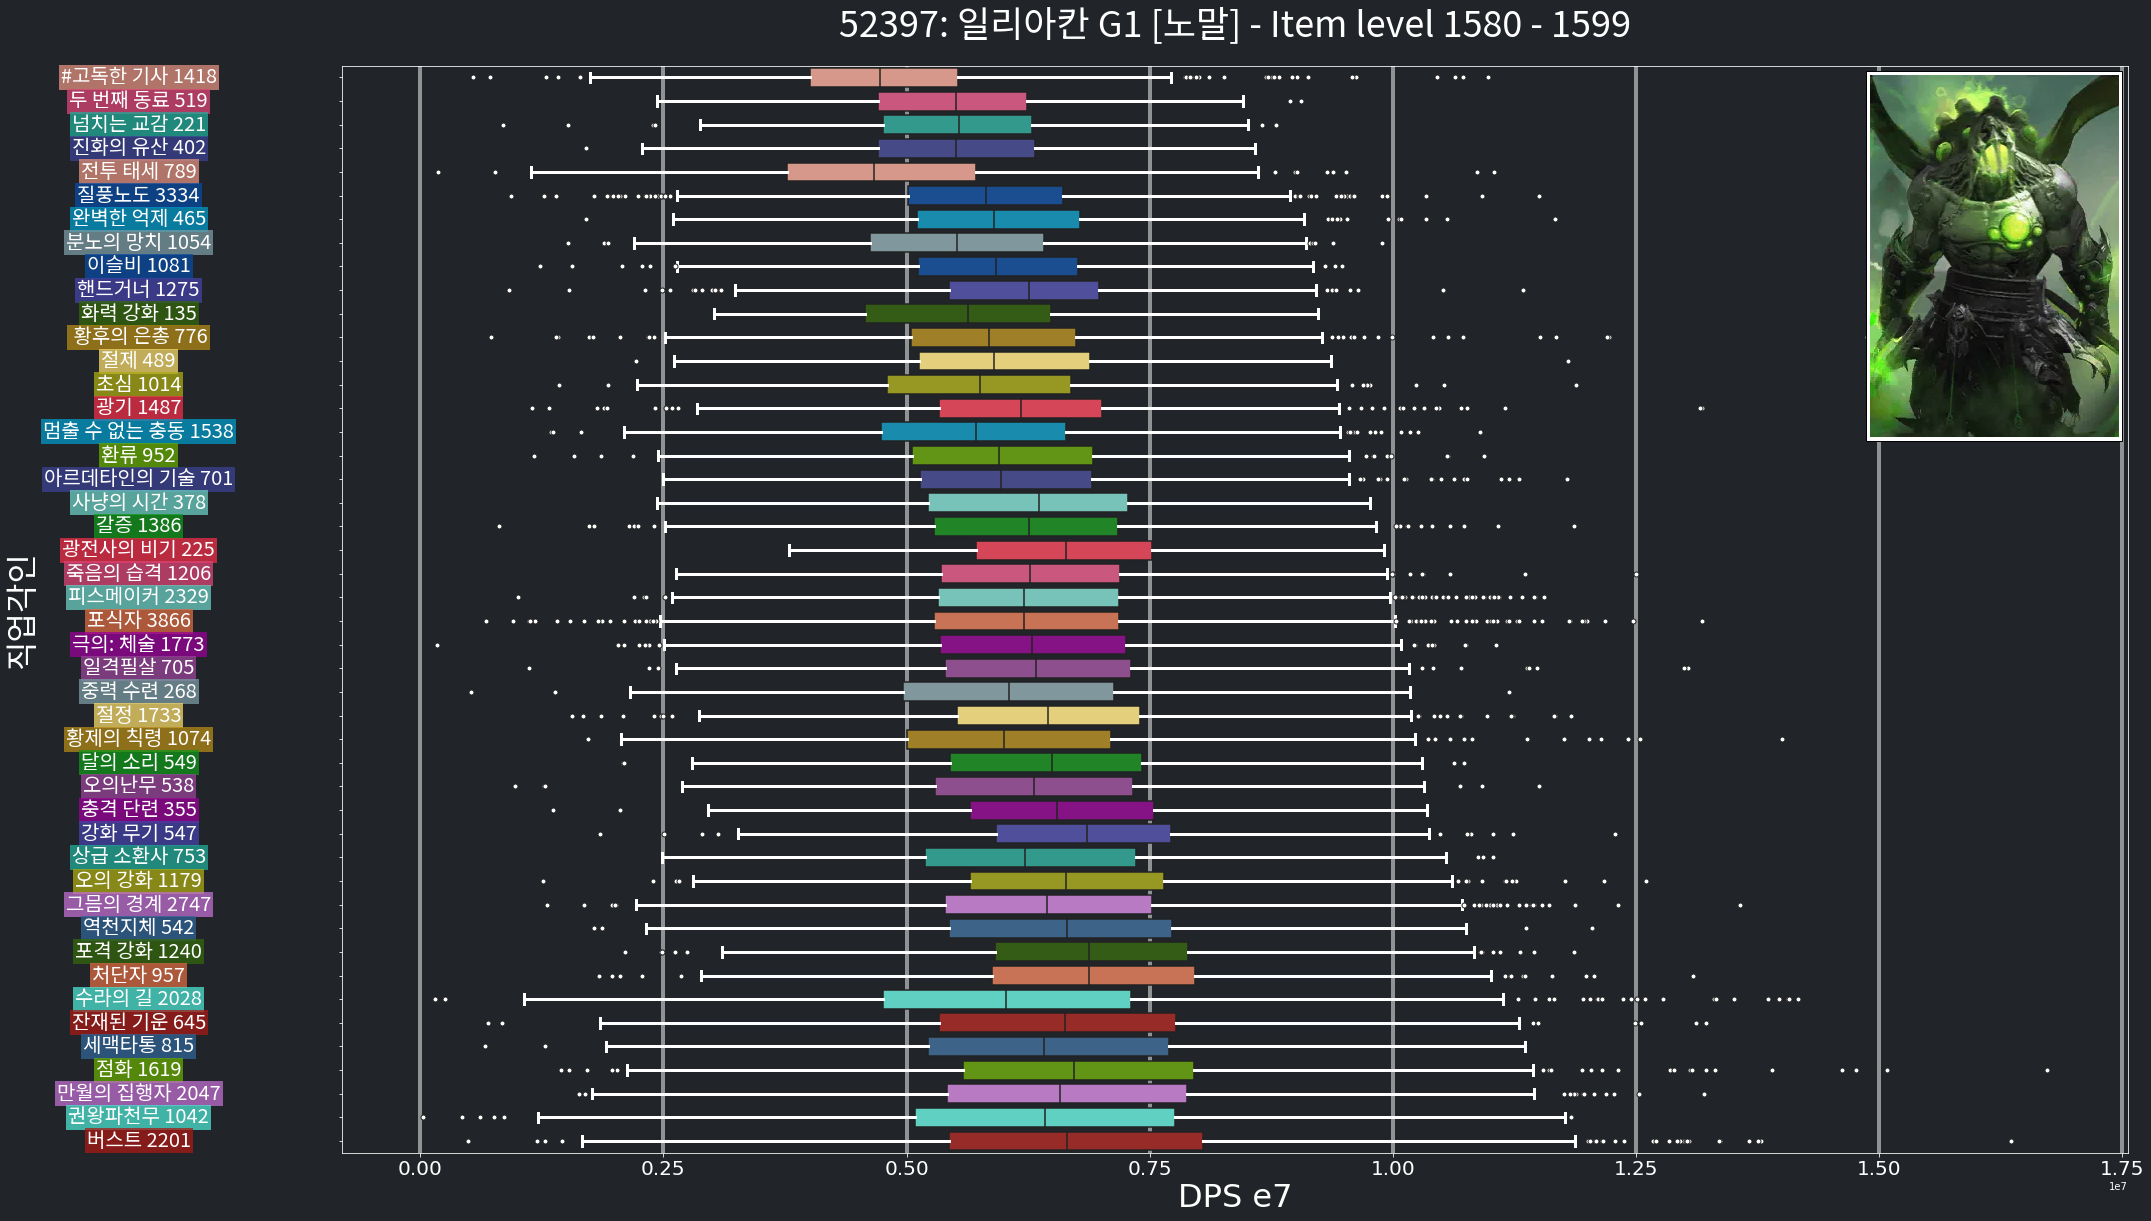 52397: 일리아칸 G1 [노말] - Item level 1580 - 1599
#고독한 기사 1418
두 번째 동료 519
넘치는 교감 221
진화의 유산 402
전투 태세 789
질풍노도 3334
완벽한 억제 465
분노의 망치 1054
이슬비 1081
핸드거너 1275
화력 강화 135
황후의 은총 776
절제 489
초심 1014
광기 1487
멈출 수 없는 충동 1538
환류 952
아르데타인의 기술 701
사냥의 시간 378
갈증 1386
광전사의 비기 225
죽음의 습격 1206
피스메이커 2329
포식자 3866
극의: 체술 1773
일격필살 705
중력 수련 268
절정 1733
황제의 칙령 1074
달의 소리 549
오의난무 538
충격 단련 355
강화 무기 547
상급 소환사 753
오의 강화 1179
그믐의 경계 2747
역천지체 542
포격 강화 1240
처단자 957
수라의 길 2028
잔재된 기운 645
세맥타통 815
점화 1619
만월의 집행자 2047
권왕파천무 1042
버스트 2201
직업각인
0.00 0.25 0.50 0.75 1.00 1.25 1.50 1.75
1e7
DPS e7